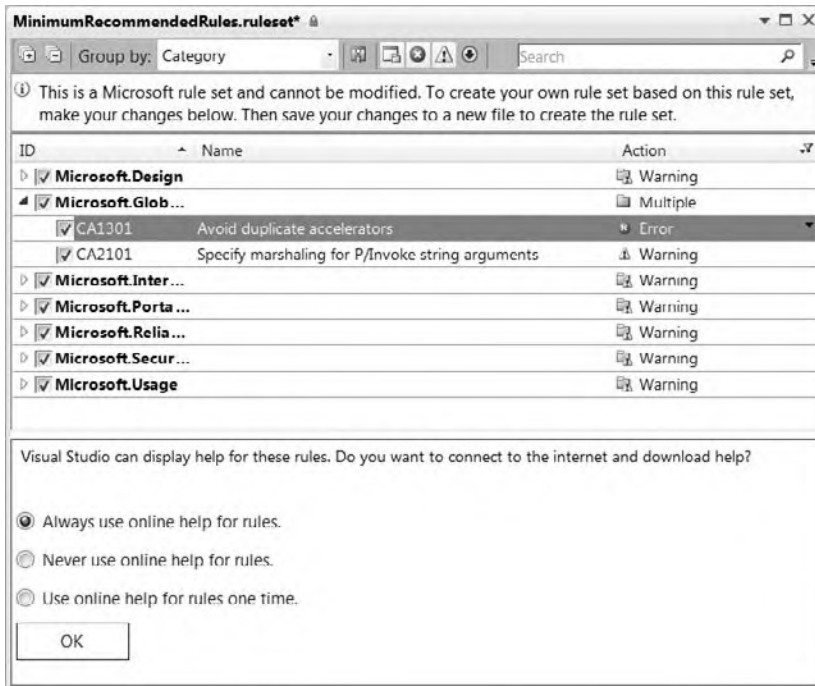 MinimumRecommendedRules.ruleset*
Group by: Category Search
This is a Microsoft rule set and cannot be modified. To create your own rule set based on this rule set,
make your changes below. Then save your changes to a new file to create the rule set.
ID Name Action
Microsoft.Design Warning
Microsoft.Glob... Multiple
CA1301 Avoid duplicate accelerators Error
CA2101 Specify marshaling for P/Invoke string arguments Warning
Microsoft.Inter... Warning
Microsoft.Porta... Warning
Microsoft.Relia... Warning
Microsoft.Secur... Warning
Microsoft.Usage Warning
Visual Studio can display help for these rules. Do you want to connect to the internet and download help?
Always use online help for rules.
Never use online help for rules.
Use online help for rules one time.
OK